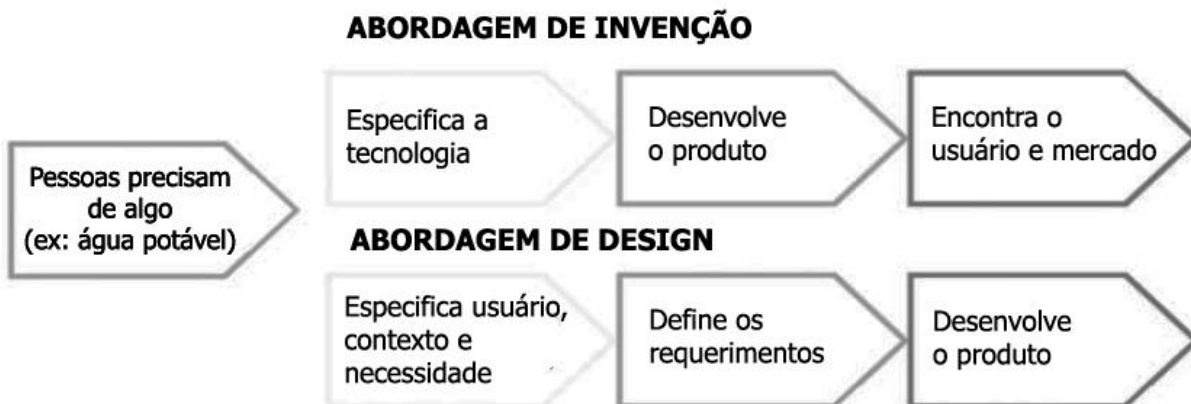 ABORDAGEM DE INVENÇÃO
Pessoas precisam
de algo
(ex: água potável)
Especifica a
tecnologia
Desenvolve
o produto
Encontra o
usuário e mercado
ABORDAGEM DE DESIGN
Especifica usuário,
contexto e
necessidade
Define os
requerimentos
Desenvolve
o produto